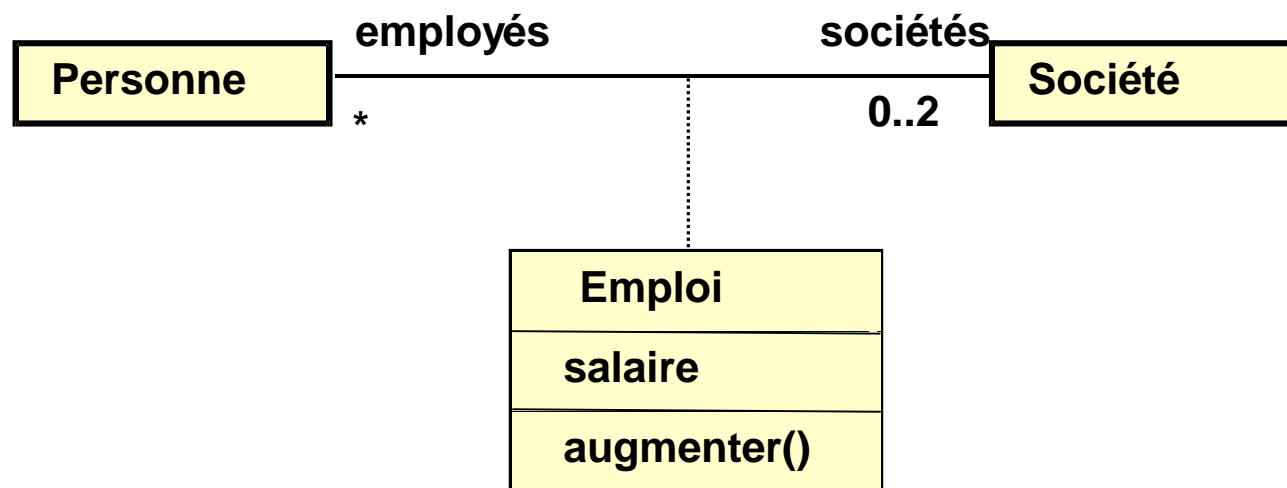 employés sociétés
Personne Société
* 0..2
Emploi
salaire
augmenter()